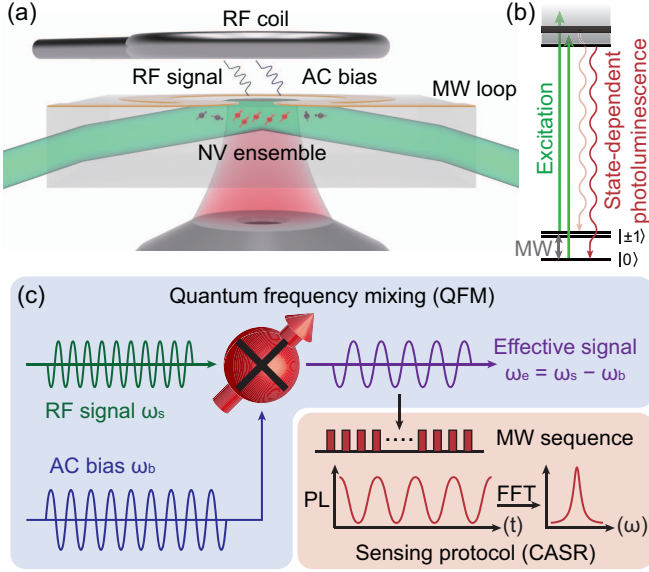 (a)
RF coil
RF signal
AC bias
MW loop
NV ensemble
(b)
Excitation
State-dependent
photoluminescence
|±1⟩
MW
|0⟩
(c)
Quantum frequency mixing (QFM)
RF signal ωs
Effective signal
ωe = ωs − ωb
AC bias ωb
MW sequence
PL
FFT
(t)
(ω)
Sensing protocol (CASR)